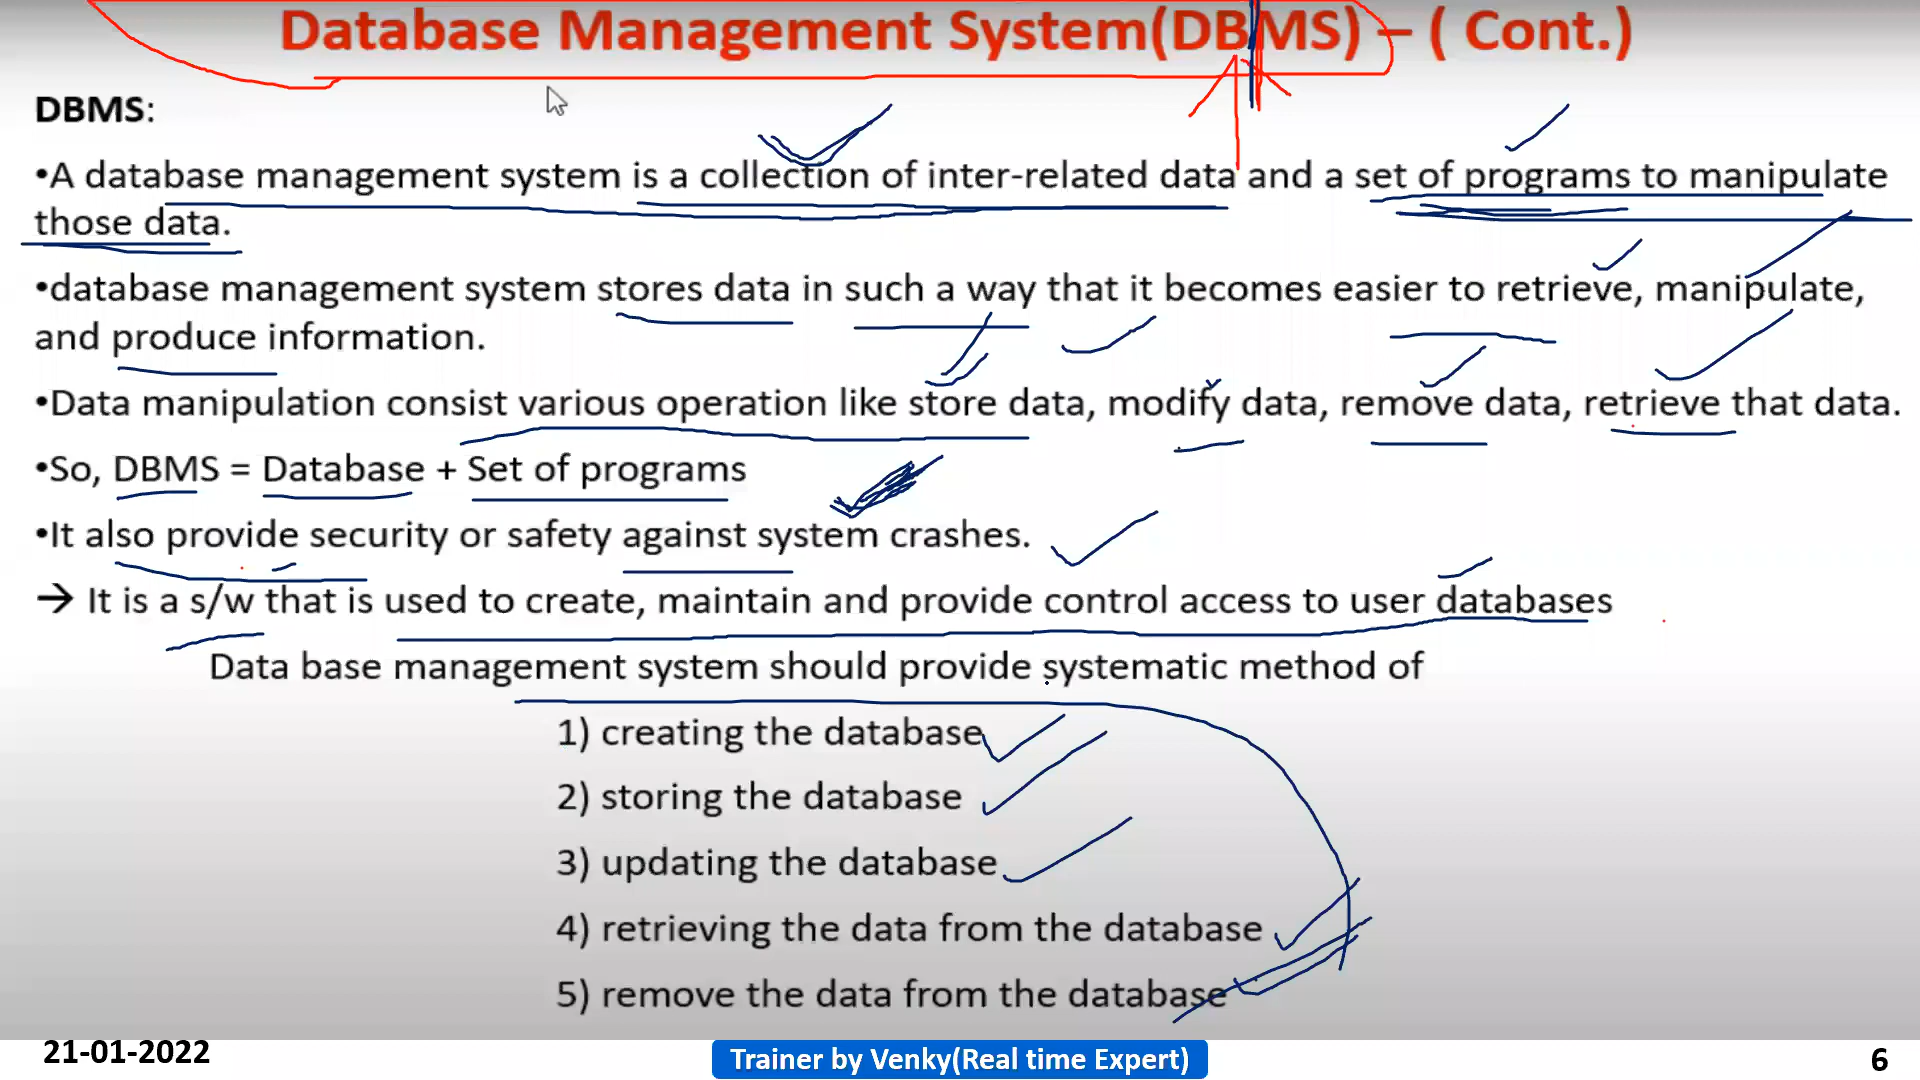 Database Management System(DBMS) – ( Cont.)
DBMS:
•A database management system is a collection of inter-related data and a set of programs to manipulate
those data.
•database management system stores data in such a way that it becomes easier to retrieve, manipulate,
and produce information.
•Data manipulation consist various operation like store data, modify data, remove data, retrieve that data.
•So, DBMS = Database + Set of programs
•It also provide security or safety against system crashes.
→ It is a s/w that is used to create, maintain and provide control access to user databases
Data base management system should provide systematic method of
1) creating the database
2) storing the database
3) updating the database
4) retrieving the data from the database
5) remove the data from the database
21-01-2022
Trainer by Venky(Real time Expert)
6